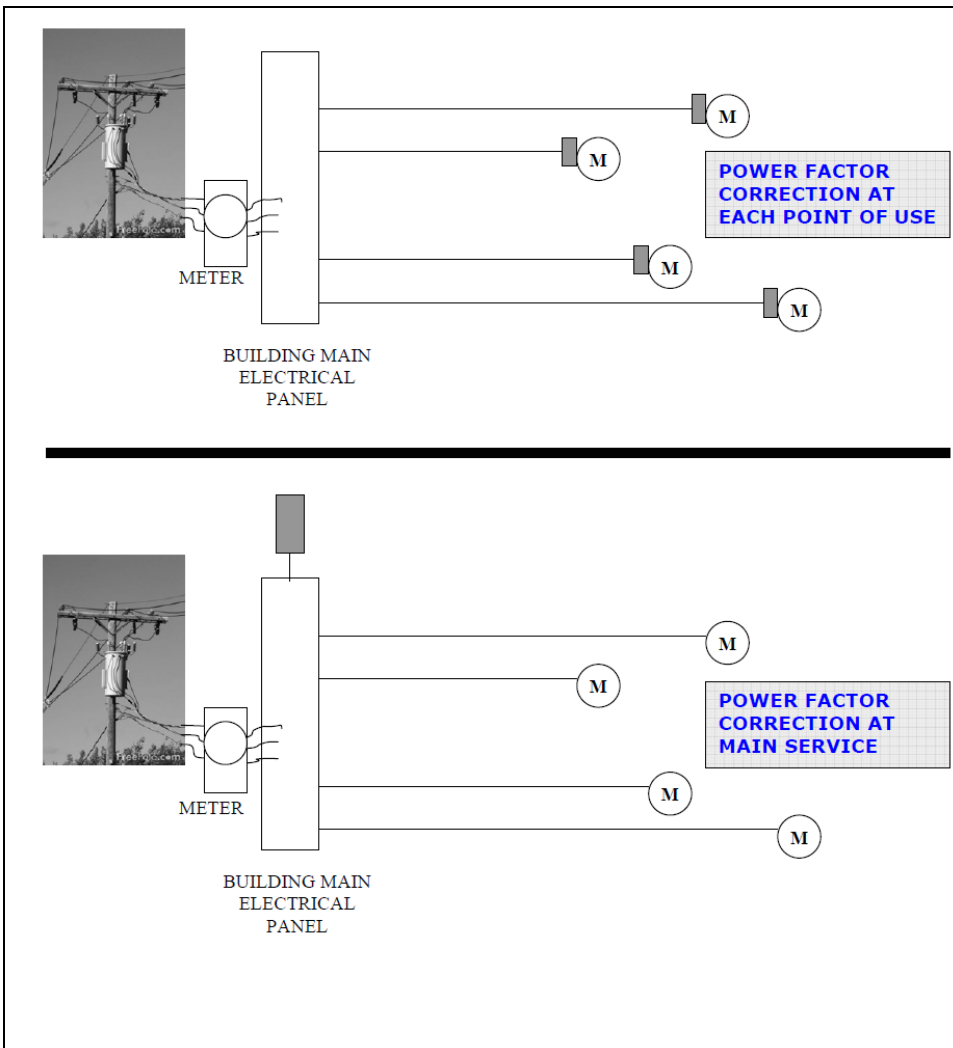 M
M
POWER FACTOR
CORRECTION AT
EACH POINT OF USE
METER
M
M
BUILDING MAIN
ELECTRICAL
PANEL
M
M
POWER FACTOR
CORRECTION AT
MAIN SERVICE
METER
M
M
BUILDING MAIN
ELECTRICAL
PANEL